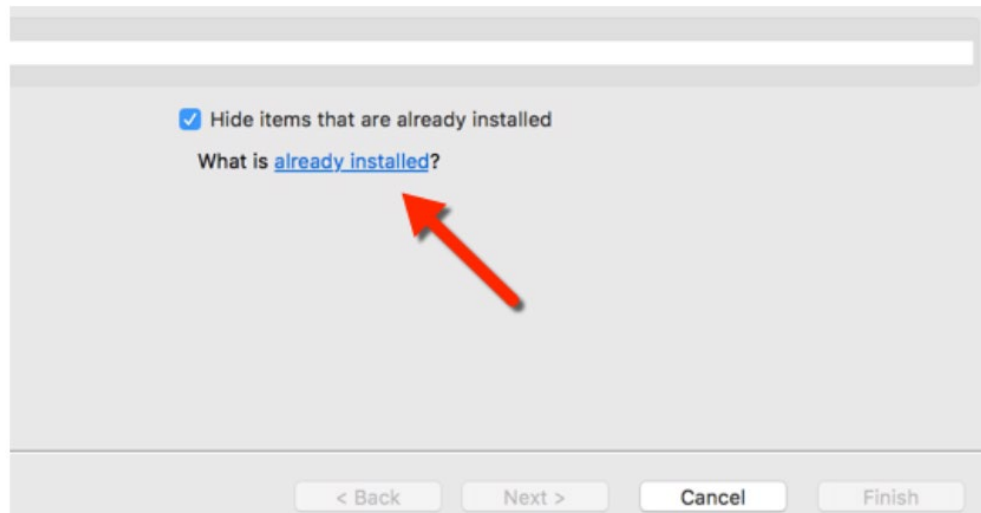 Hide items that are already installed
What is already installed?
< Back Next > Cancel Finish